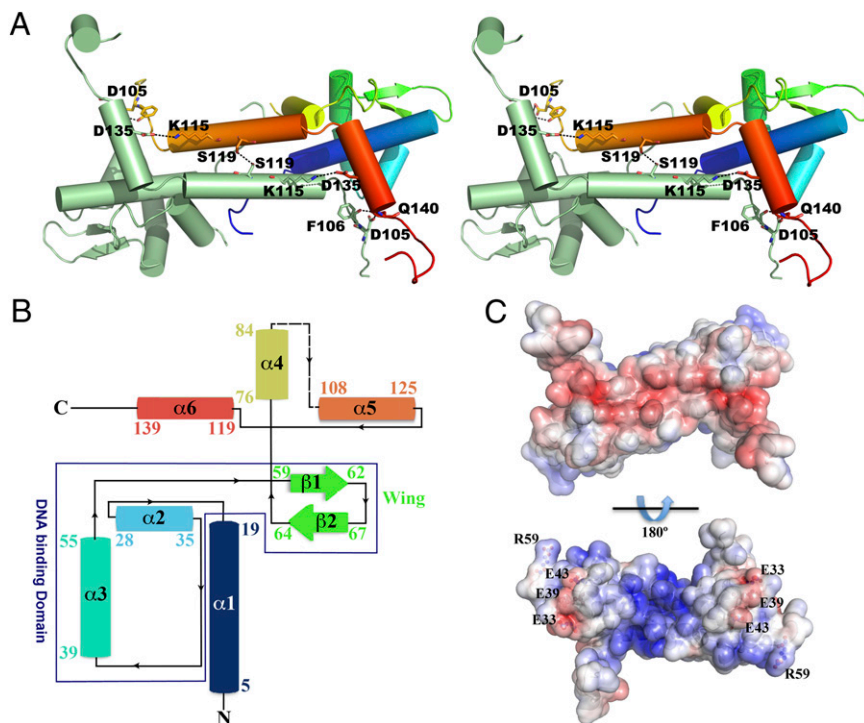 A
D105
D135
K115
S119
S119
K115
D135
F106
Q140
D105
D105
D135
K115
S119
S119
K115
D135
F106
Q140
D105
B
84
α4
76
108 125
α5
C
α6
139 119
59 62
β1
Wing
β2
64 67
DNA binding Domain
α2
28 35
19
α1
5
N
55
α3
39
C
180°
R59
E43
E39
E33
E33
E39
E43
R59